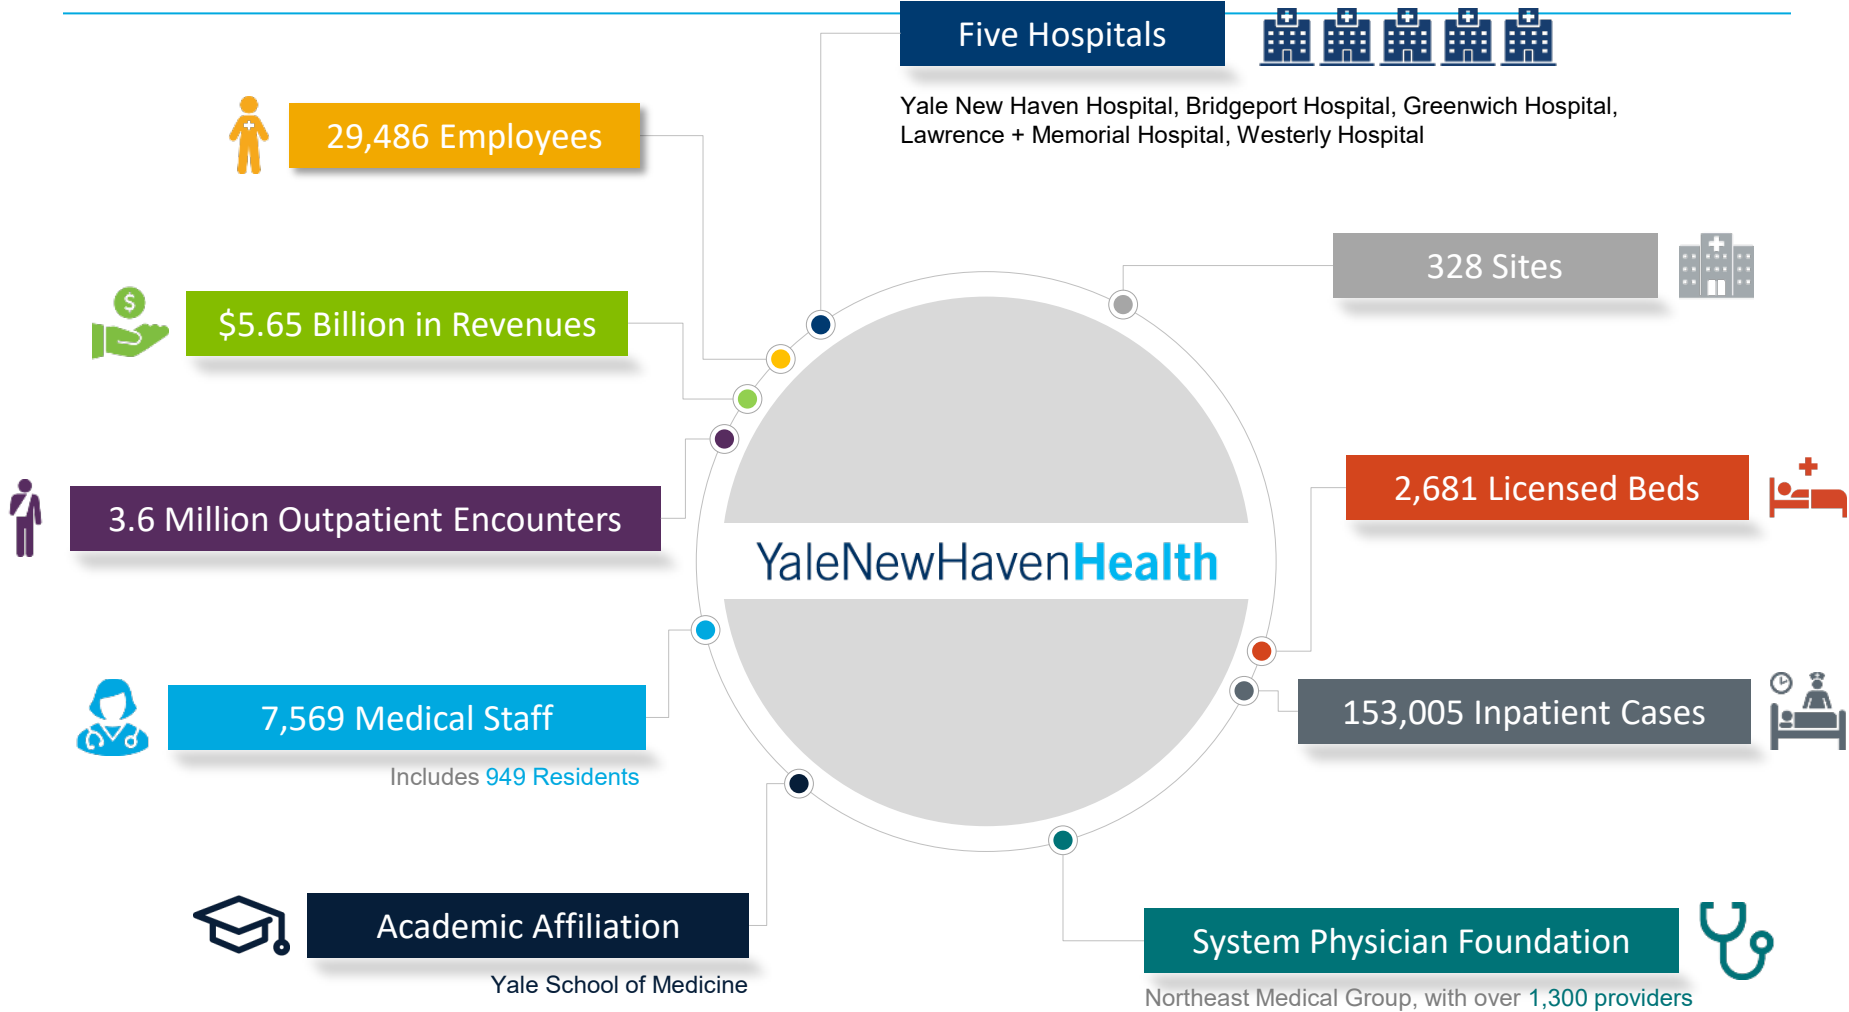 Five Hospitals
Yale New Haven Hospital, Bridgeport Hospital, Greenwich Hospital,
Lawrence + Memorial Hospital, Westerly Hospital
29,486 Employees
328 Sites
$
$5.65 Billion in Revenues
2,681 Licensed Beds
3.6 Million Outpatient Encounters
YaleNewHavenHealth
7,569 Medical Staff
Includes 949 Residents
153,005 Inpatient Cases
Academic Affiliation
Yale School of Medicine
System Physician Foundation
Northeast Medical Group, with over 1,300 providers